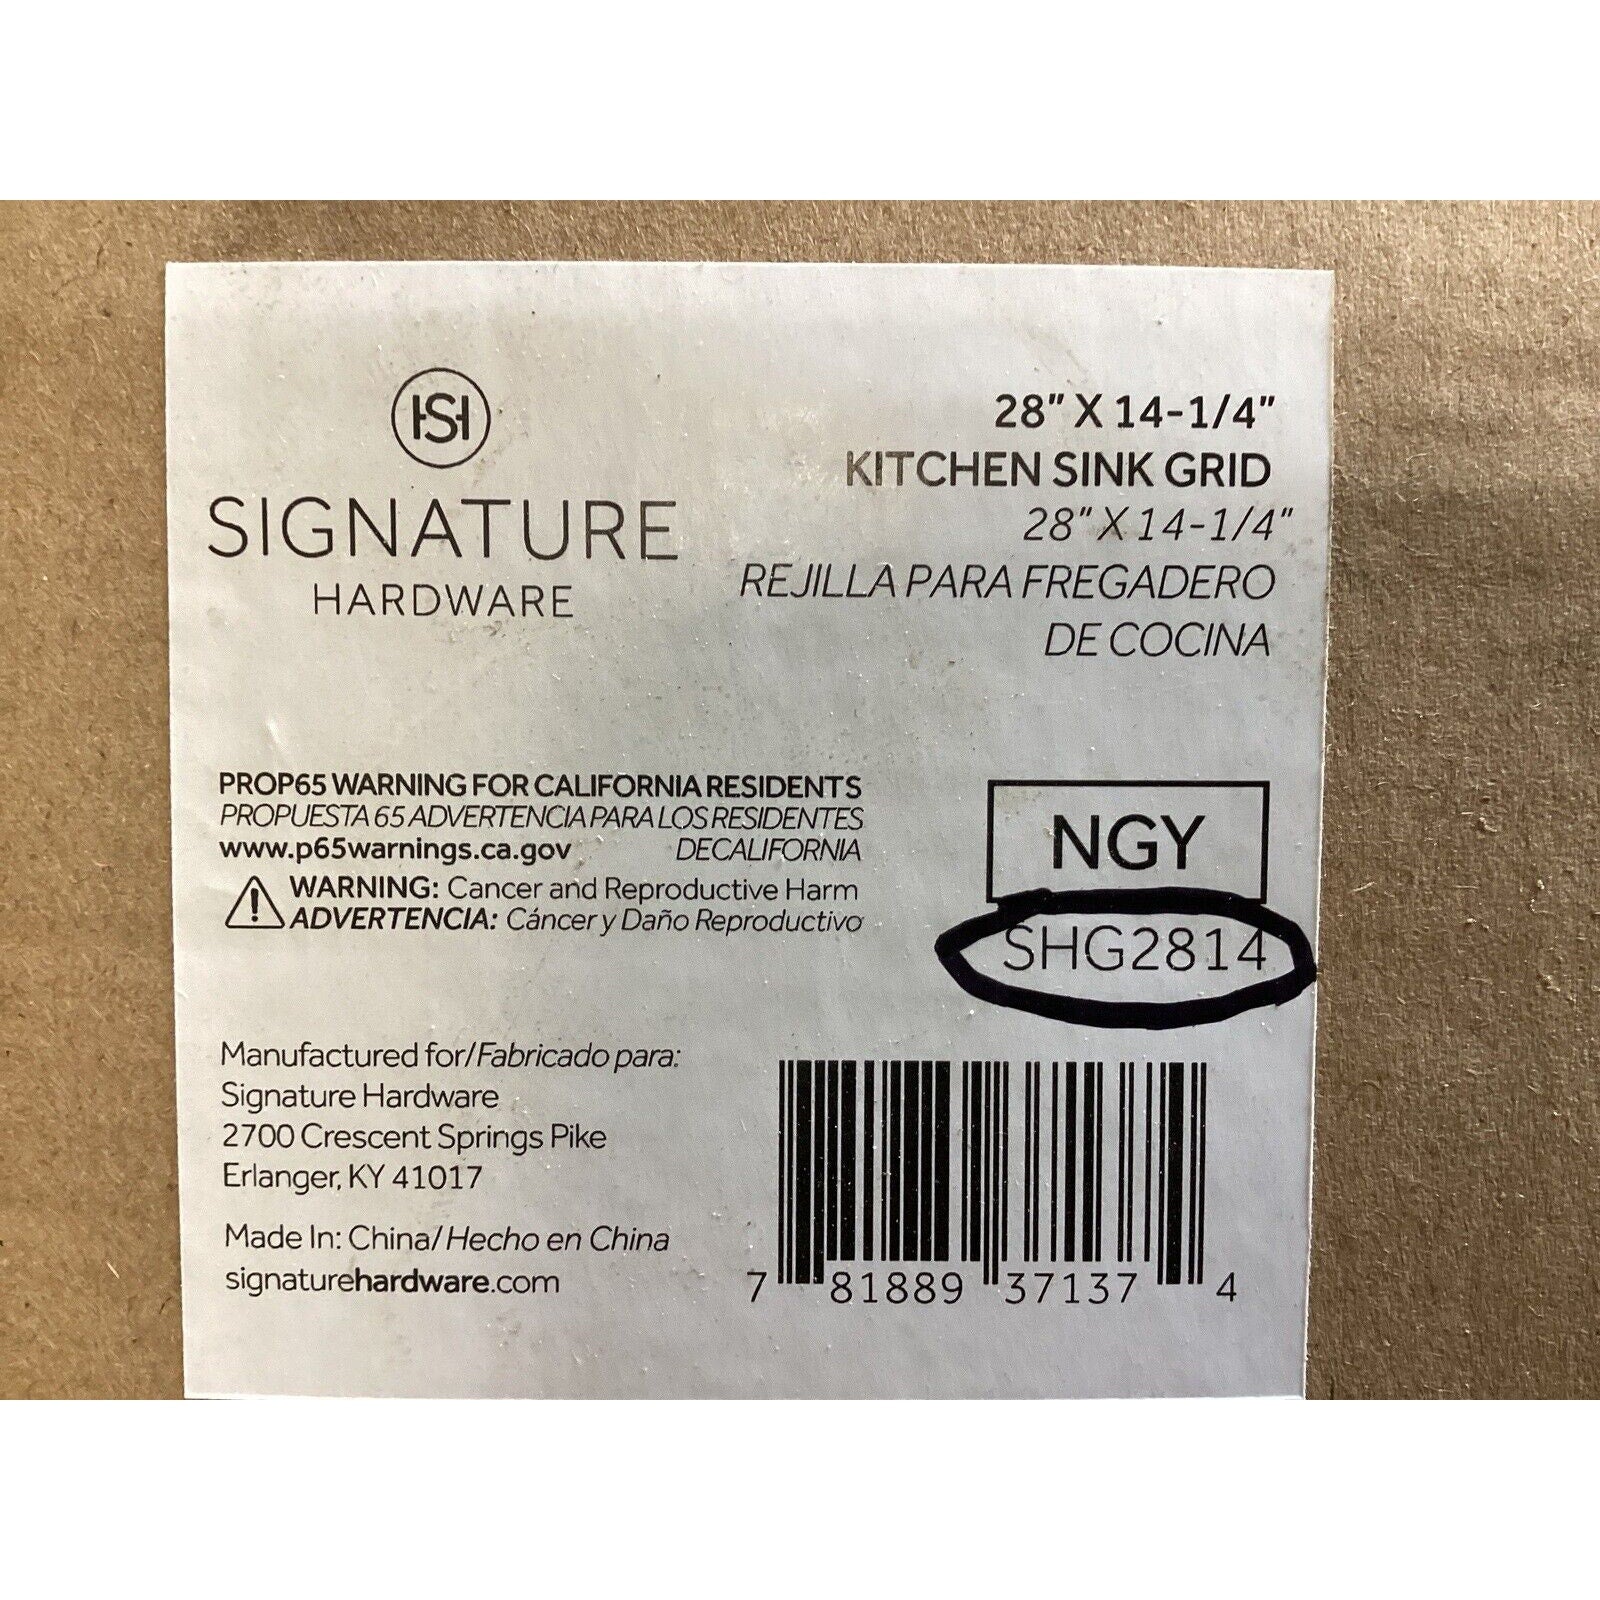 HS
SIGNATURE
HARDWARE
28" X 14-1/4"
KITCHEN SINK GRID
28" X 14-1/4"
REJILLA PARA FREGADERO
DE COCINA
PROP65 WARNING FOR CALIFORNIA RESIDENTS
PROPUESTA 65 ADVERTENCIA PARA LOS RESIDENTES
www.p65warnings.ca.gov DECALIFORNIA
WARNING: Cancer and Reproductive Harm
ADVERTENCIA: Cáncer y Daño Reproductivo
NGY
SHG2814
Manufactured for/Fabricado para:
Signature Hardware
2700 Crescent Springs Pike
Erlanger, KY 41017
Made In: China/Hecho en China
signaturehardware.com
7 81889 37137 4